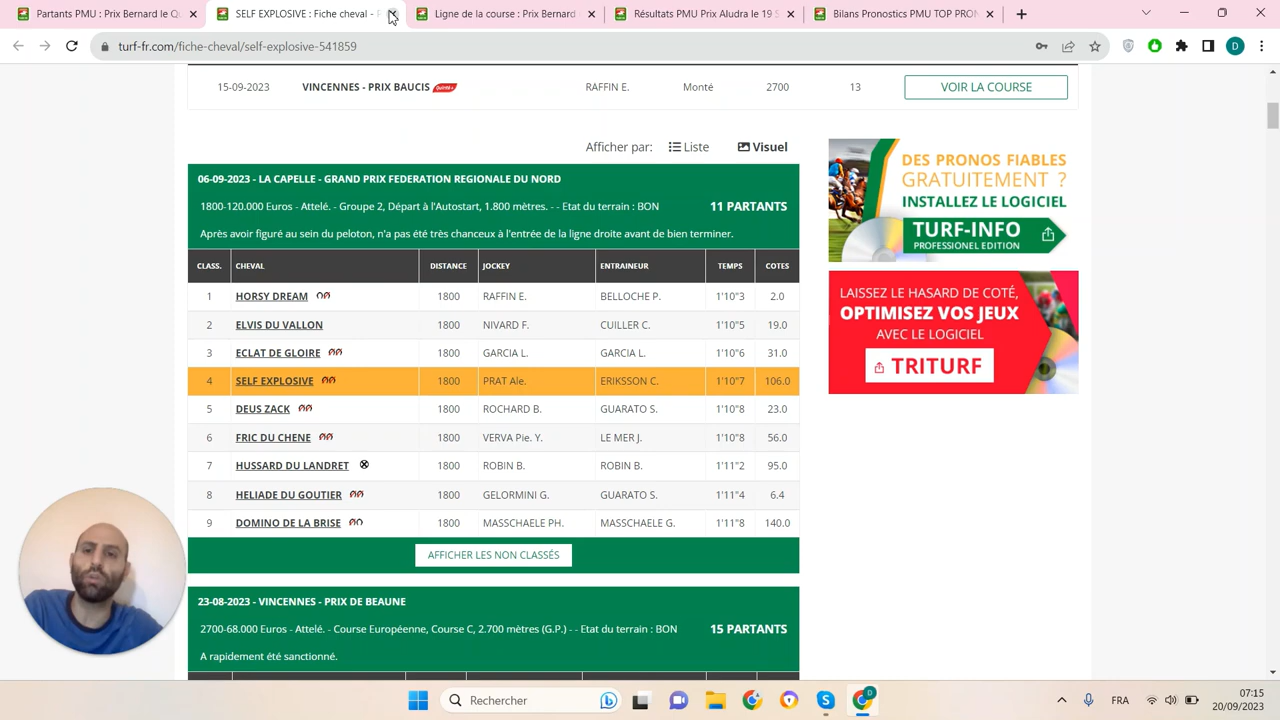 Partants PMU : Prix Bernard le Qu
SELF EXPLOSIVE : Fiche cheval - P
Ligne de la course : Prix Bernard
Résultats PMU Prix Aludra le 19 S
Bilans Pronostics PMU TOP PRON
turf-fr.com/fiche-cheval/self-explosive-541859
D
15-09-2023 VINCENNES - PRIX BAUCIS RAFFIN E. Monté 2700 13 VOIR LA COURSE
Afficher par: Liste Visuel
06-09-2023 - LA CAPELLE - GRAND PRIX FEDERATION REGIONALE DU NORD
1800-120.000 Euros - Attelé. - Groupe 2, Départ à l'Autostart, 1.800 mètres. - - Etat du terrain : BON 11 PARTANTS
Après avoir figuré au sein du peloton, n'a pas été très chanceux à l'entrée de la ligne droite avant de bien terminer.
CLASS. CHEVAL DISTANCE JOCKEY ENTRAINEUR TEMPS COTES
1 HORSY DREAM 1800 RAFFIN E. BELLOCHE P. 1'10"3 2.0
2 ELVIS DU VALLON 1800 NIVARD F. CUILLER C. 1'10"5 19.0
3 ECLAT DE GLOIRE 1800 GARCIA L. GARCIA L. 1'10"6 31.0
4 SELF EXPLOSIVE 1800 PRAT Ale. ERIKSSON C. 1'10"7 106.0
5 DEUS ZACK 1800 ROCHARD B. GUARATO S. 1'10"8 23.0
6 FRIC DU CHENE 1800 VERVA Pie. Y. LE MER J. 1'10"8 56.0
7 HUSSARD DU LANDRET 1800 ROBIN B. ROBIN B. 1'11"2 95.0
8 HELIADE DU GOUTIER 1800 GELORMINI G. GUARATO S. 1'11"4 6.4
9 DOMINO DE LA BRISE 1800 MASSCHAELE PH. MASSCHAELE G. 1'11"8 140.0
AFFICHER LES NON CLASSÉS
23-08-2023 - VINCENNES - PRIX DE BEAUNE
2700-68.000 Euros - Attelé. - Course Européenne, Course C, 2.700 mètres (G.P.) - - Etat du terrain : BON 15 PARTANTS
A rapidement été sanctionné.
DES PRONOS FIABLES
GRATUITEMENT ?
INSTALLEZ LE LOGICIEL
TURF-INFO
PROFESSIONEL EDITION
LAISSEZ LE HASARD DE COTÉ,
OPTIMISEZ VOS JEUX
AVEC LE LOGICIEL
TRITURF
Rechercher
D
FRA
07:15
20/09/2023